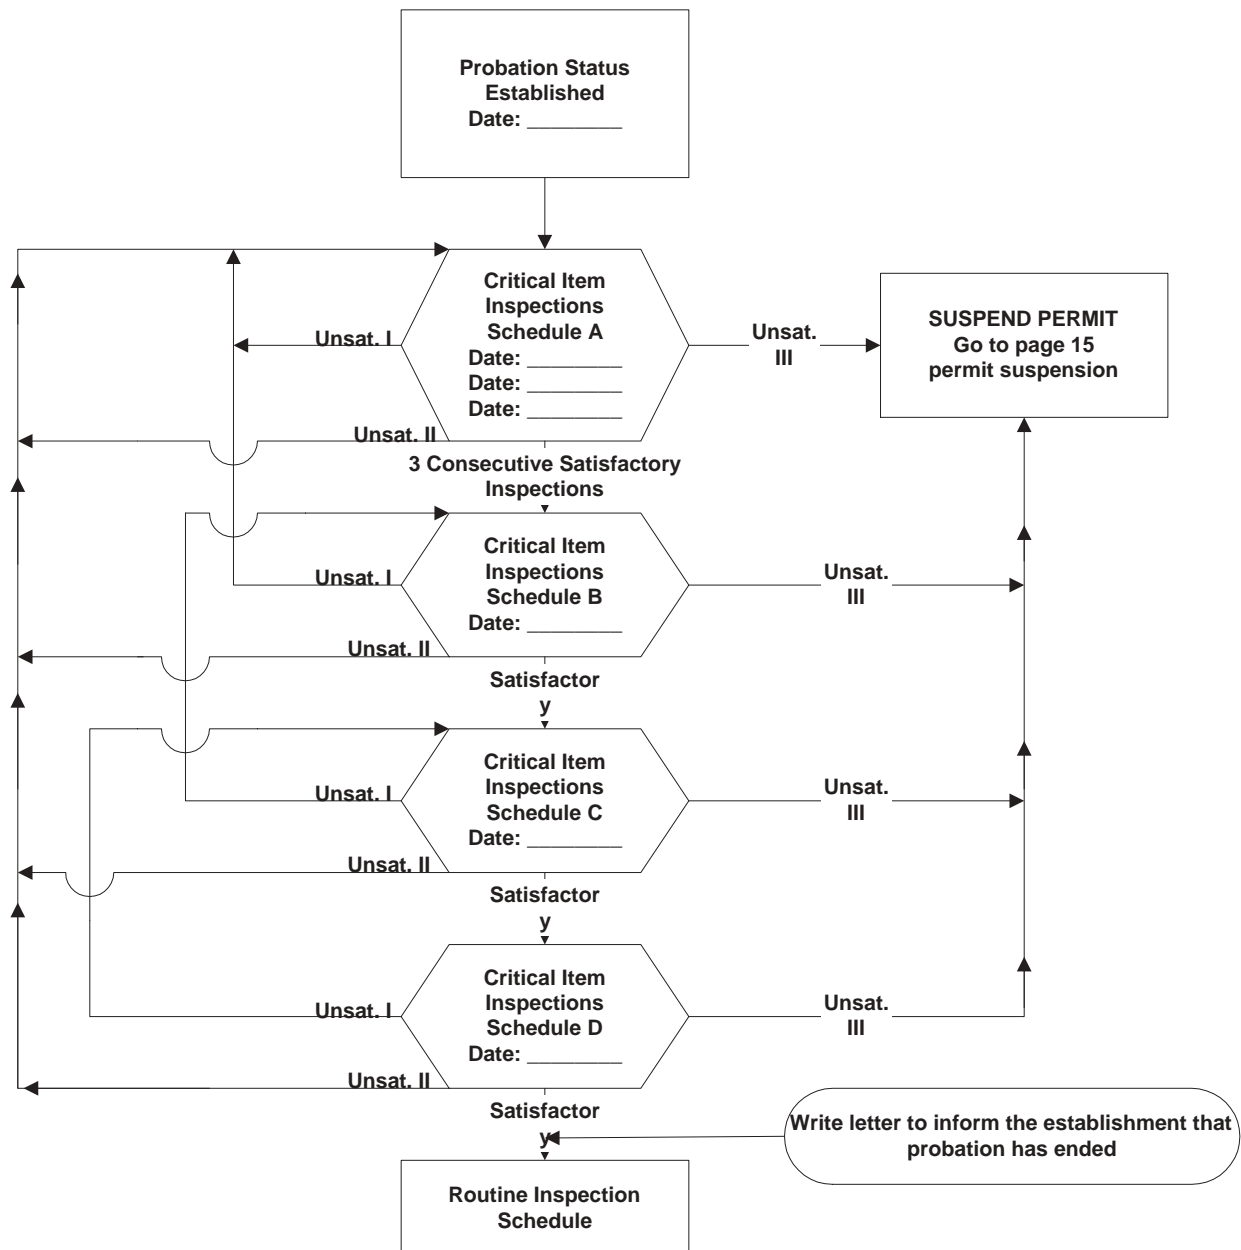 Probation Status
Established
Date: ________
Critical Item
Inspections
Schedule A
Date: ________
Date: ________
Date: ________
Unsat. I
Unsat.
III
SUSPEND PERMIT
Go to page 15
permit suspension
Unsat. II
3 Consecutive Satisfactory
Inspections
Critical Item
Inspections
Schedule B
Date: ________
Unsat. I
Unsat.
III
Unsat. II
Satisfactor
y
Critical Item
Inspections
Schedule C
Date: ________
Unsat. I
Unsat.
III
Unsat. II
Satisfactor
y
Critical Item
Inspections
Schedule D
Date: ________
Unsat. I
Unsat.
III
Unsat. II
Satisfactor
y
Write letter to inform the establishment that
probation has ended
Routine Inspection
Schedule